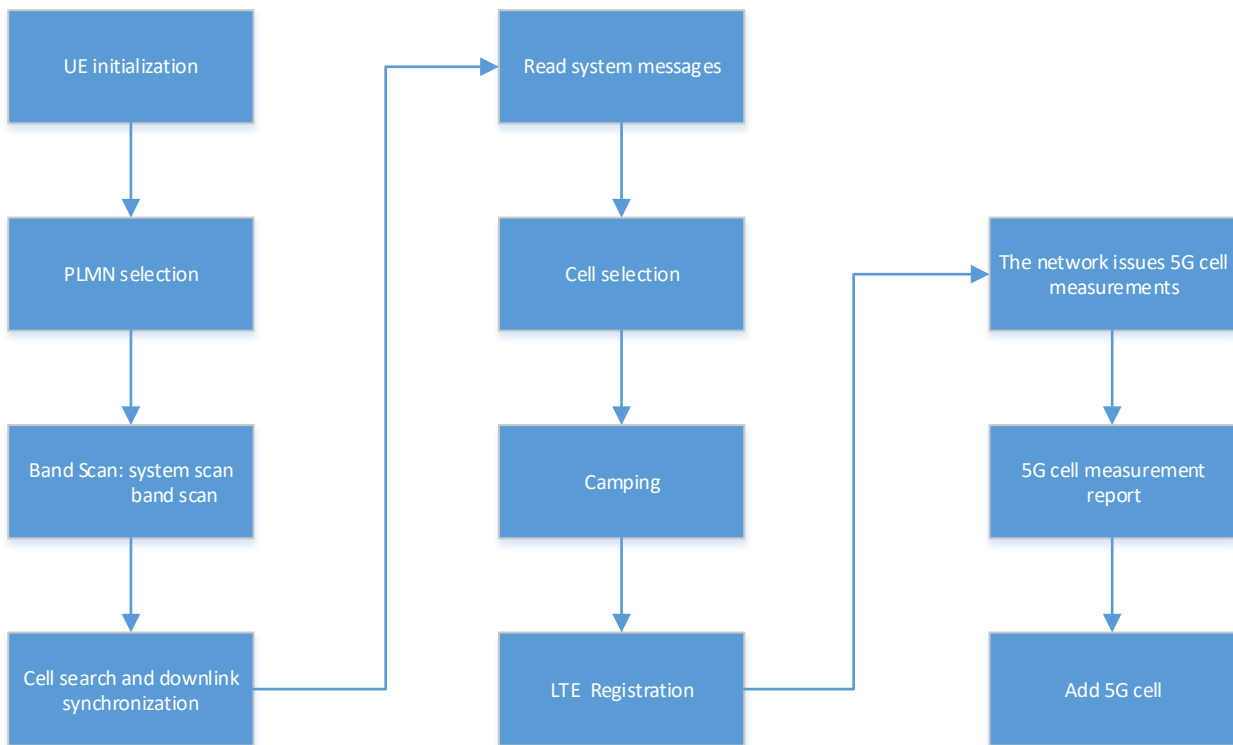 UE initialization
PLMN selection
Band Scan: system scan
band scan
Cell search and downlink
synchronization
Read system messages
Cell selection
Camping
LTE  Registration
The network issues 5G cell
measurements
5G cell measurement
report
Add 5G cell